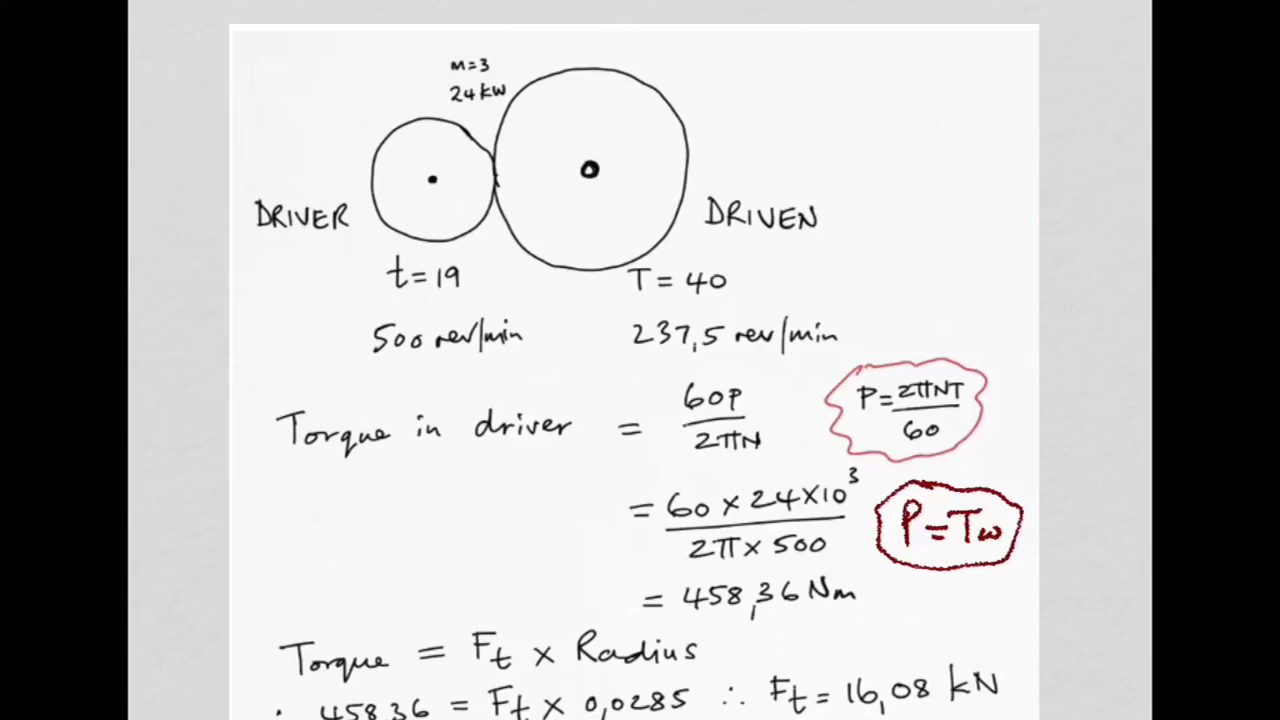 m=3
24 kW
DRIVER
DRIVEN
t=19
T = 40
500 rev/min
237,5 rev/min
Torque in driver = 60P / 2πN
P = 2πNT / 60
= 60 × 24 × 10³ / 2π × 500
P = Tω
= 458,36 Nm
Torque = Ft × Radius
∴ 458,36 = Ft × 0,0285 ∴ Ft = 16,08 kN